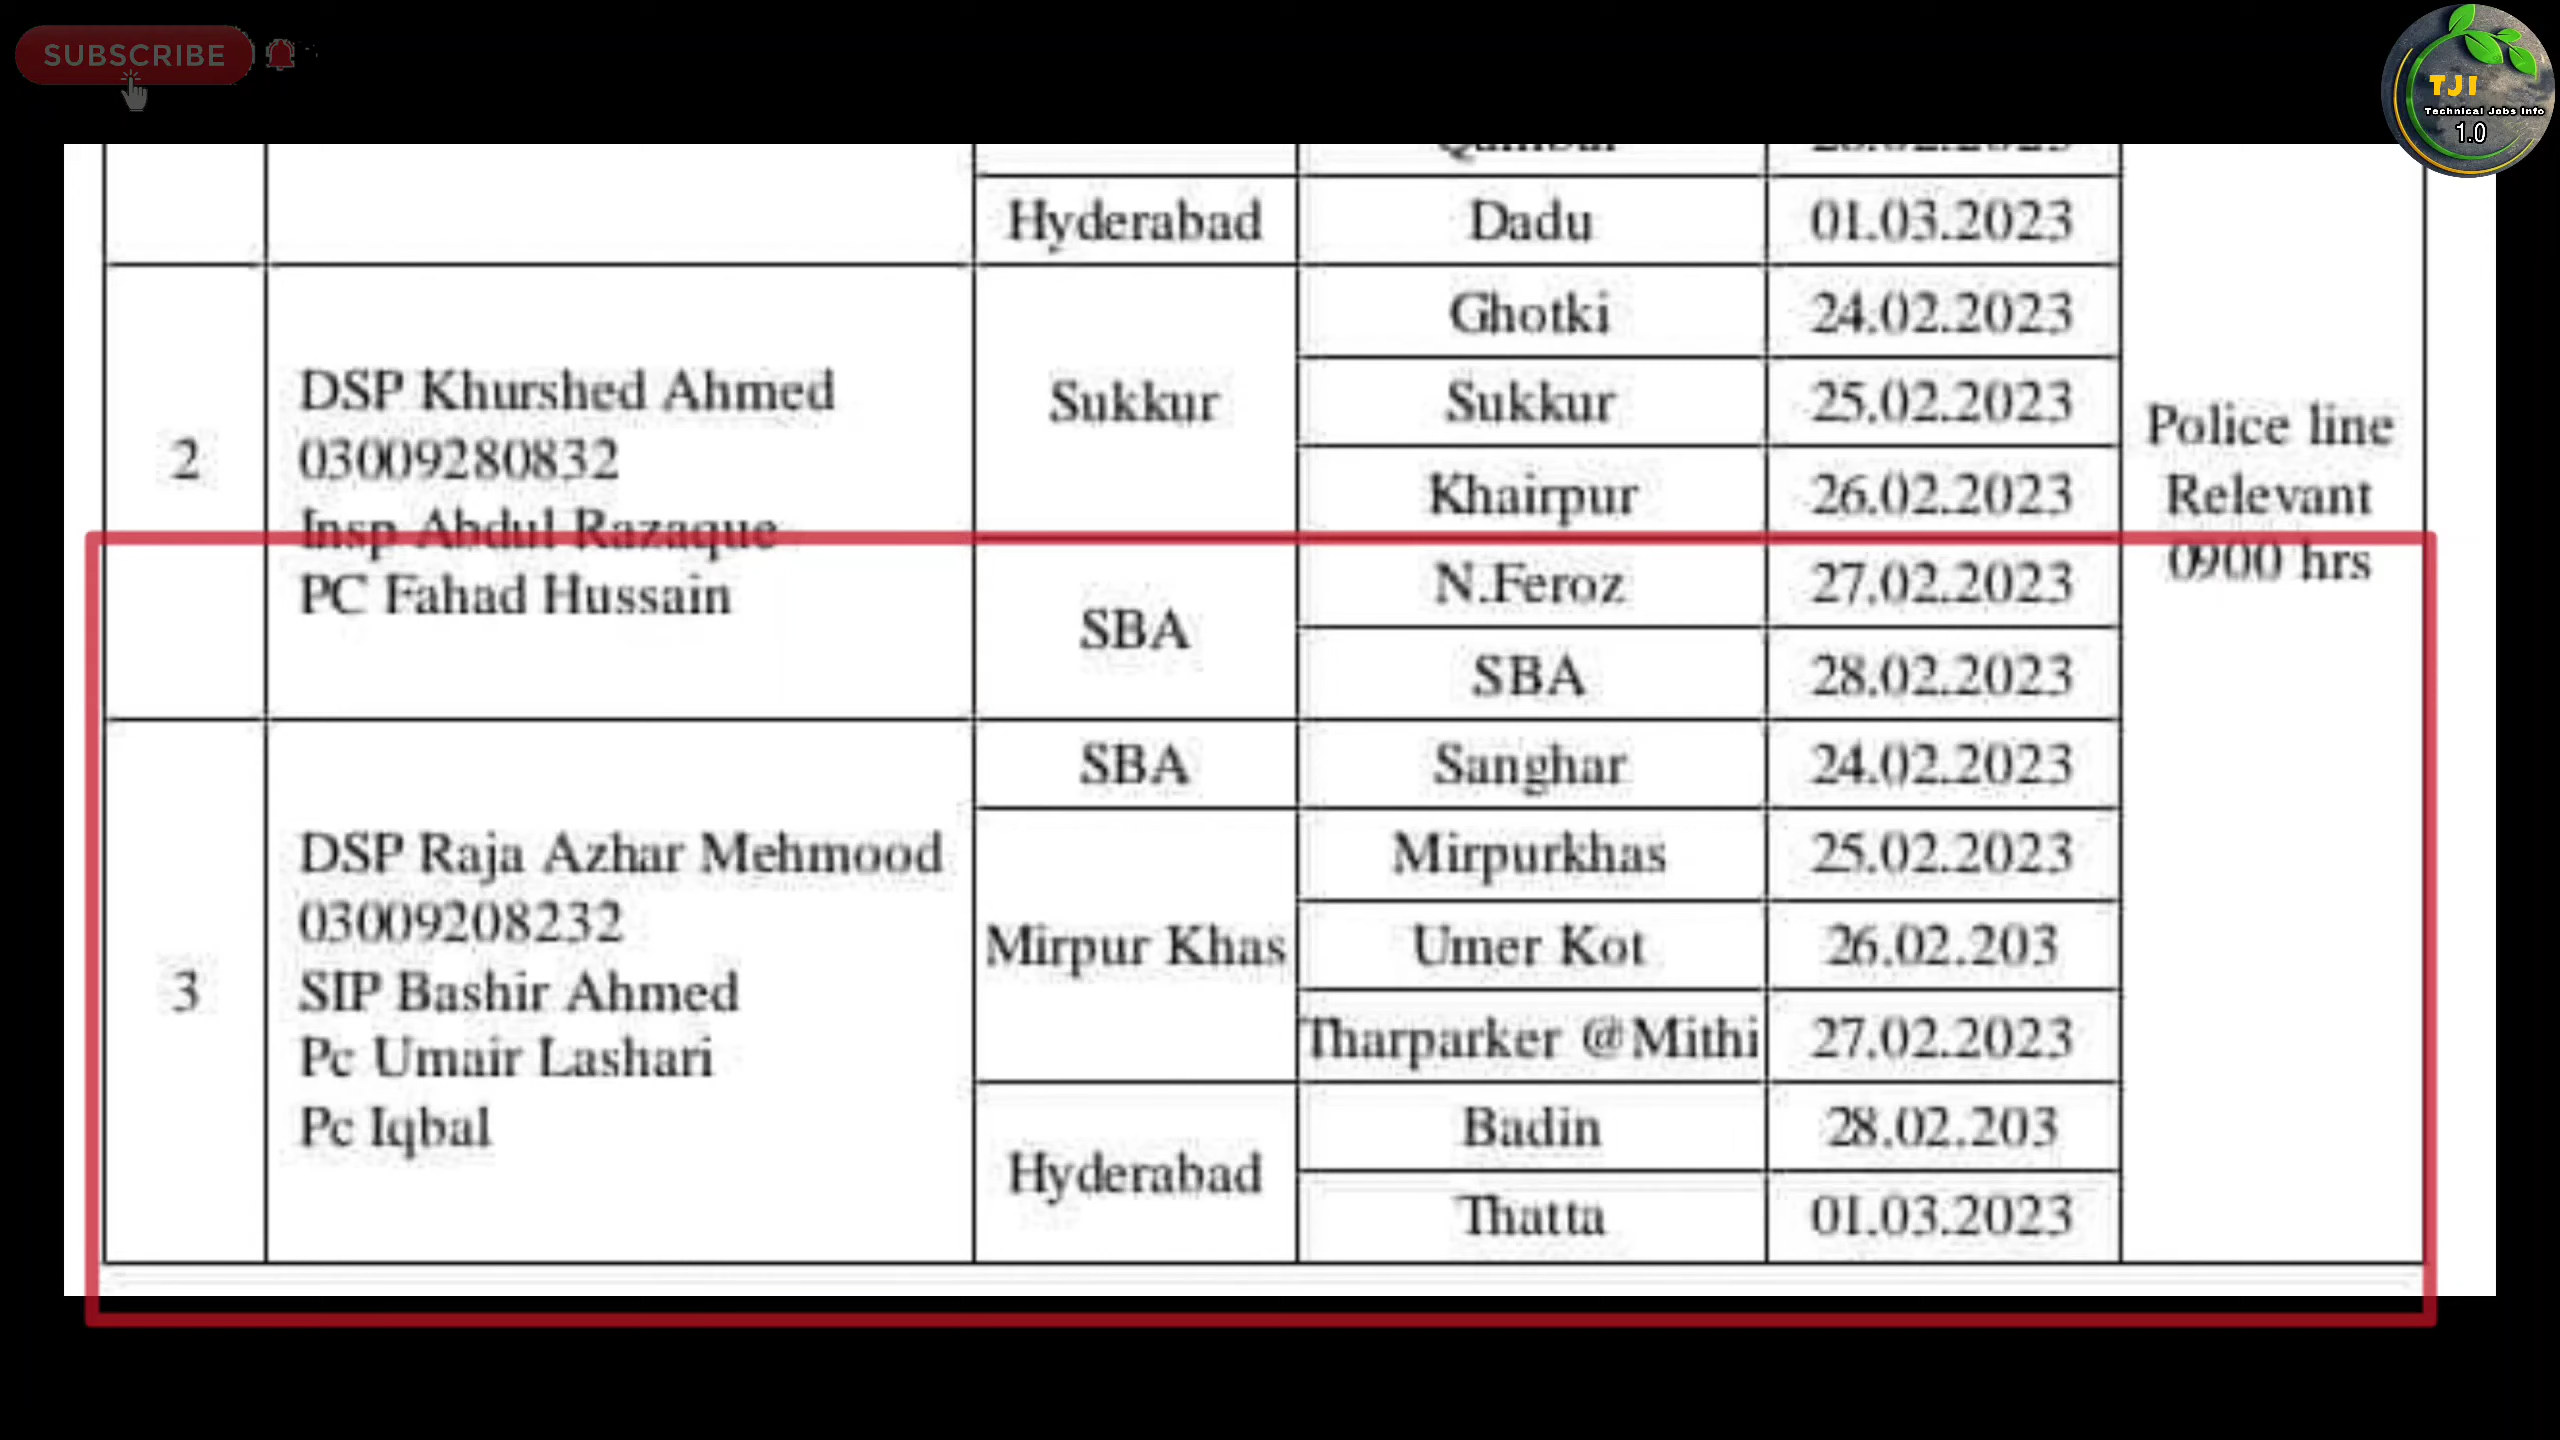 SUBSCRIBE
TJI
Technical Jobs Info
1.0
Hyderabad Dadu 01.03.2023
2
DSP Khurshed Ahmed
03009280832
Insp Abdul Razaque
PC Fahad Hussain
Sukkur
Ghotki 24.02.2023
Sukkur 25.02.2023
Khairpur 26.02.2023
SBA
N.Feroz 27.02.2023
SBA 28.02.2023
Police line
Relevant
0900 hrs
3
DSP Raja Azhar Mehmood
03009208232
SIP Bashir Ahmed
Pc Umair Lashari
Pc Iqbal
SBA
Sanghar 24.02.2023
Mirpur Khas
Mirpurkhas 25.02.2023
Umer Kot 26.02.203
Tharparker @Mithi 27.02.2023
Hyderabad
Badin 28.02.203
Thatta 01.03.2023